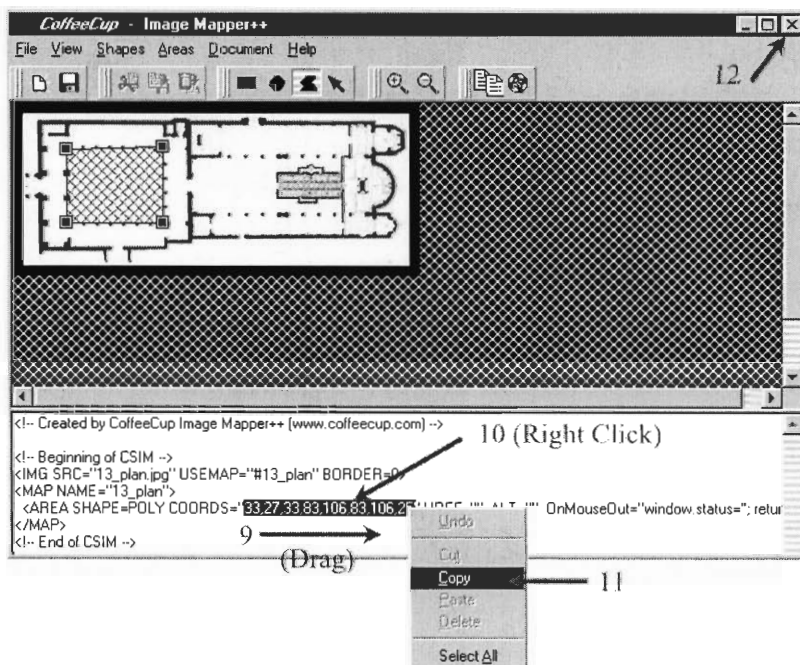 CoffeeCup - Image Mapper++
File View Shapes Areas Document Help
12
<!-- Created by CoffeeCup Image Mapper++ (www.coffeecup.com) -->
10 (Right Click)
<!-- Beginning of CSIM -->
<IMG SRC="13_plan.jpg" USEMAP="#13_plan" BORDER=0>
<MAP NAME="13_plan">
<AREA SHAPE=POLY COORDS="33,27,33,83,106,83,106,2 OnMouseOut="window.status=''; retur
</MAP>
9
(Drag)
<!-- End of CSIM -->
Undo
Cut
Copy
11
Paste
Delete
Select All